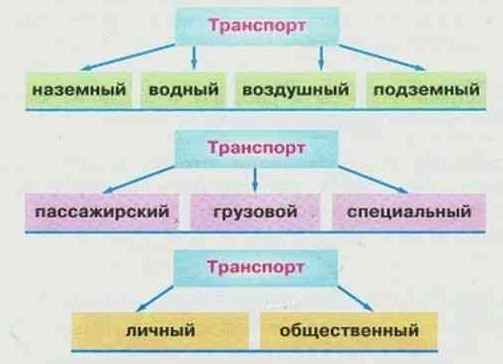 Транспорт
наземный водный воздушный подземный
Транспорт
пассажирский грузовой специальный
Транспорт
личный общественный